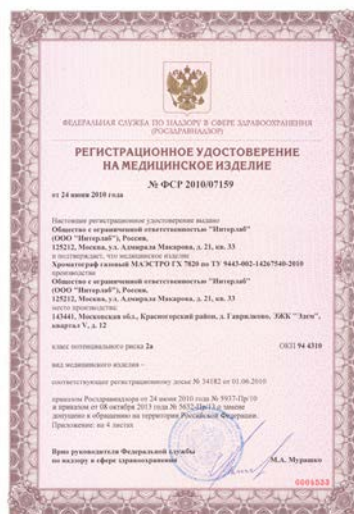 ФЕДЕРАЛЬНАЯ СЛУЖБА ПО НАДЗОРУ В СФЕРЕ ЗДРАВООХРАНЕНИЯ
(РОСЗДРАВНАДЗОР)
РЕГИСТРАЦИОННОЕ УДОСТОВЕРЕНИЕ
НА МЕДИЦИНСКОЕ ИЗДЕЛИЕ
№ ФСР 2010/07159
от 24 июня 2010 года
Настоящее регистрационное удостоверение выдано
Общество с ограниченной ответственностью "Интерлаб"
(ООО "Интерлаб"), Россия,
125212, Москва, ул. Адмирала Макарова, д. 21, кв. 33
и подтверждает, что медицинское изделие
Хроматограф газовый МАЭСТРО ГХ 7820 по ТУ 9443-002-14267540-2010
производства
Общество с ограниченной ответственностью "Интерлаб"
(ООО "Интерлаб"), Россия,
125212, Москва, ул. Адмирала Макарова, д. 21, кв. 33
место производства:
143441, Московская обл., Красногорский район, д. Гаврилково, ЭЖК "Эдем",
квартал V, д. 12
класс потенциального риска 2а ОКП 94 4310
вид медицинского изделия –
соответствующее регистрационному досье № 34182 от 01.06.2010
приказом Росздравнадзора от 24 июня 2010 года № 5937-Пр/10
и приказом от 08 октября 2013 года № 5632-Пр/13 о замене
допущено к обращению на территории Российской Федерации.
Приложение: на 4 листах
Врио руководителя Федеральной службы
по надзору в сфере здравоохранения М.А. Мурашко